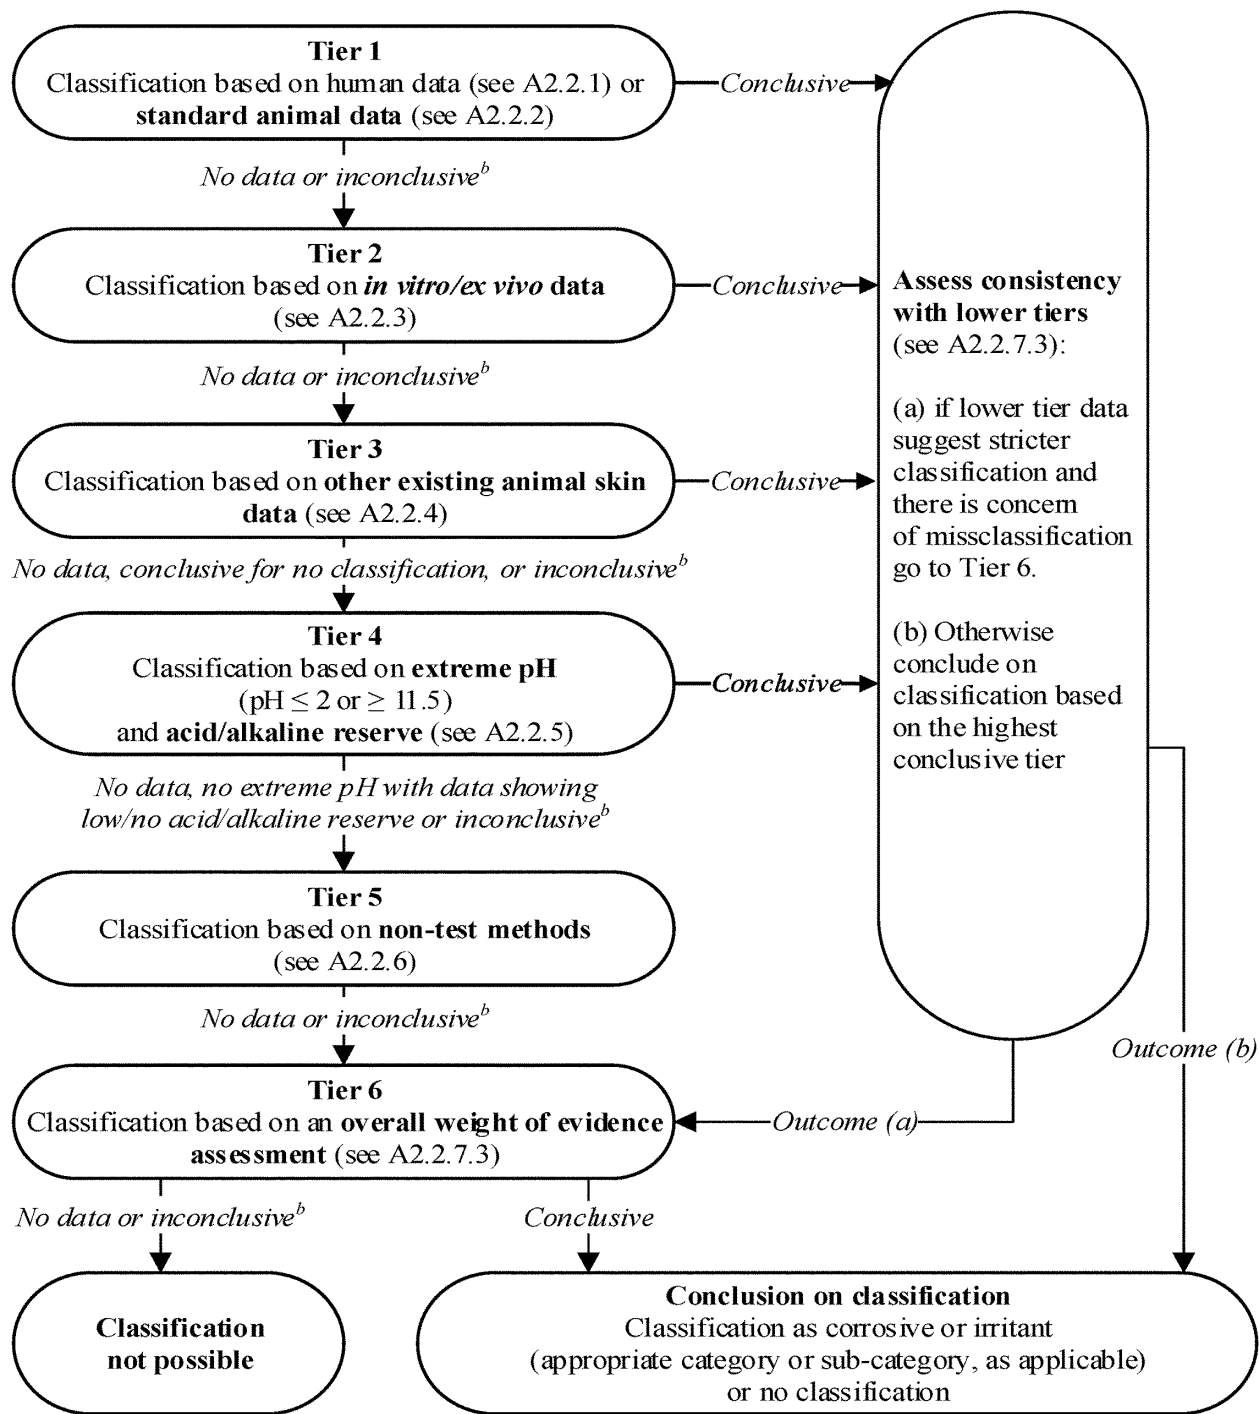 Tier 1
Classification based on human data (see A2.2.1) or
standard animal data (see A2.2.2)
Conclusive
No data or inconclusive^b
Tier 2
Classification based on in vitro/ex vivo data
(see A2.2.3)
Conclusive
No data or inconclusive^b
Tier 3
Classification based on other existing animal skin
data (see A2.2.4)
Conclusive
No data, conclusive for no classification, or inconclusive^b
Tier 4
Classification based on extreme pH
(pH ≤ 2 or ≥ 11.5)
and acid/alkaline reserve (see A2.2.5)
Conclusive
No data, no extreme pH with data showing
low/no acid/alkaline reserve or inconclusive^b
Tier 5
Classification based on non-test methods
(see A2.2.6)
No data or inconclusive^b
Tier 6
Classification based on an overall weight of evidence
assessment (see A2.2.7.3)
Assess consistency
with lower tiers
(see A2.2.7.3):
(a) if lower tier data
suggest stricter
classification and
there is concern
of missclassification
go to Tier 6.
(b) Otherwise
conclude on
classification based
on the highest
conclusive tier
Outcome (a)
Outcome (b)
No data or inconclusive^b
Conclusive
Classification
not possible
Conclusion on classification
Classification as corrosive or irritant
(appropriate category or sub-category, as applicable)
or no classification